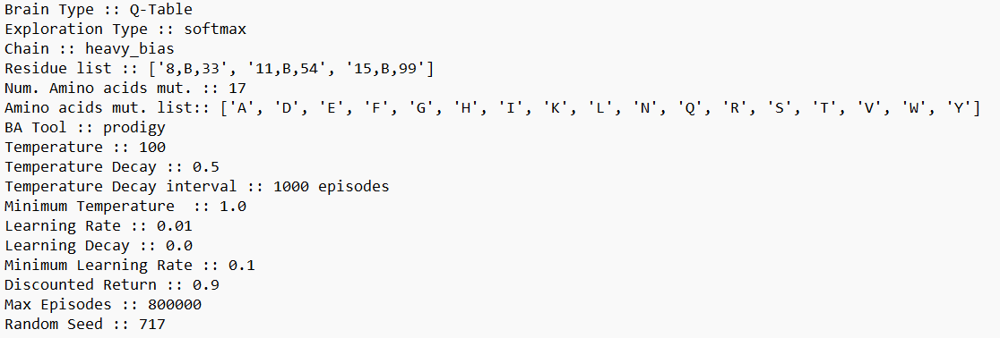 Brain Type :: Q-Table
Exploration Type :: softmax
Chain :: heavy_bias
Residue list :: ['8,B,33', '11,B,54', '15,B,99']
Num. Amino acids mut. :: 17
Amino acids mut. list:: ['A', 'D', 'E', 'F', 'G', 'H', 'I', 'K', 'L', 'N', 'Q', 'R', 'S', 'T', 'V', 'W', 'Y']
BA Tool :: prodigy
Temperature :: 100
Temperature Decay :: 0.5
Temperature Decay interval :: 1000 episodes
Minimum Temperature  :: 1.0
Learning Rate :: 0.01
Learning Decay :: 0.0
Minimum Learning Rate :: 0.1
Discounted Return :: 0.9
Max Episodes :: 800000
Random Seed :: 717